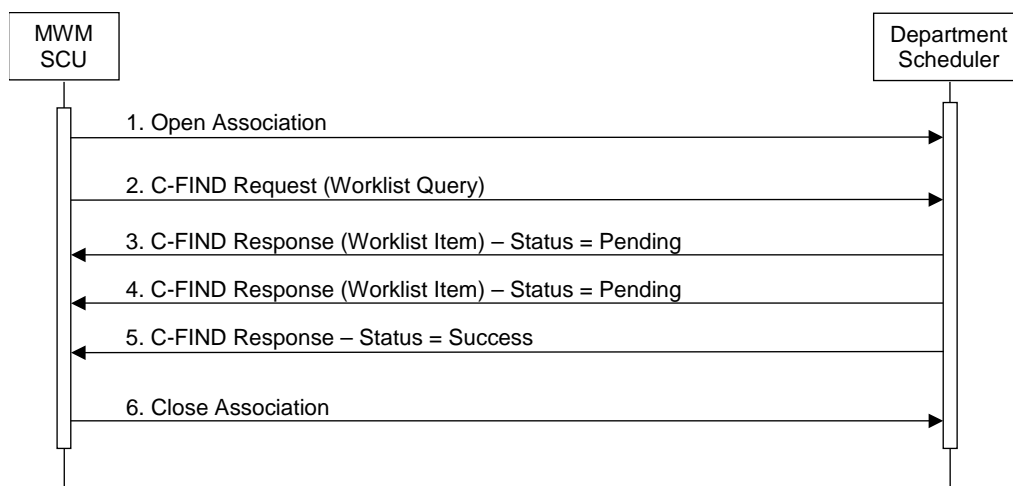 MWM
SCU
Department
Scheduler
1. Open Association
2. C-FIND Request (Worklist Query)
3. C-FIND Response (Worklist Item) – Status = Pending
4. C-FIND Response (Worklist Item) – Status = Pending
5. C-FIND Response – Status = Success
6. Close Association